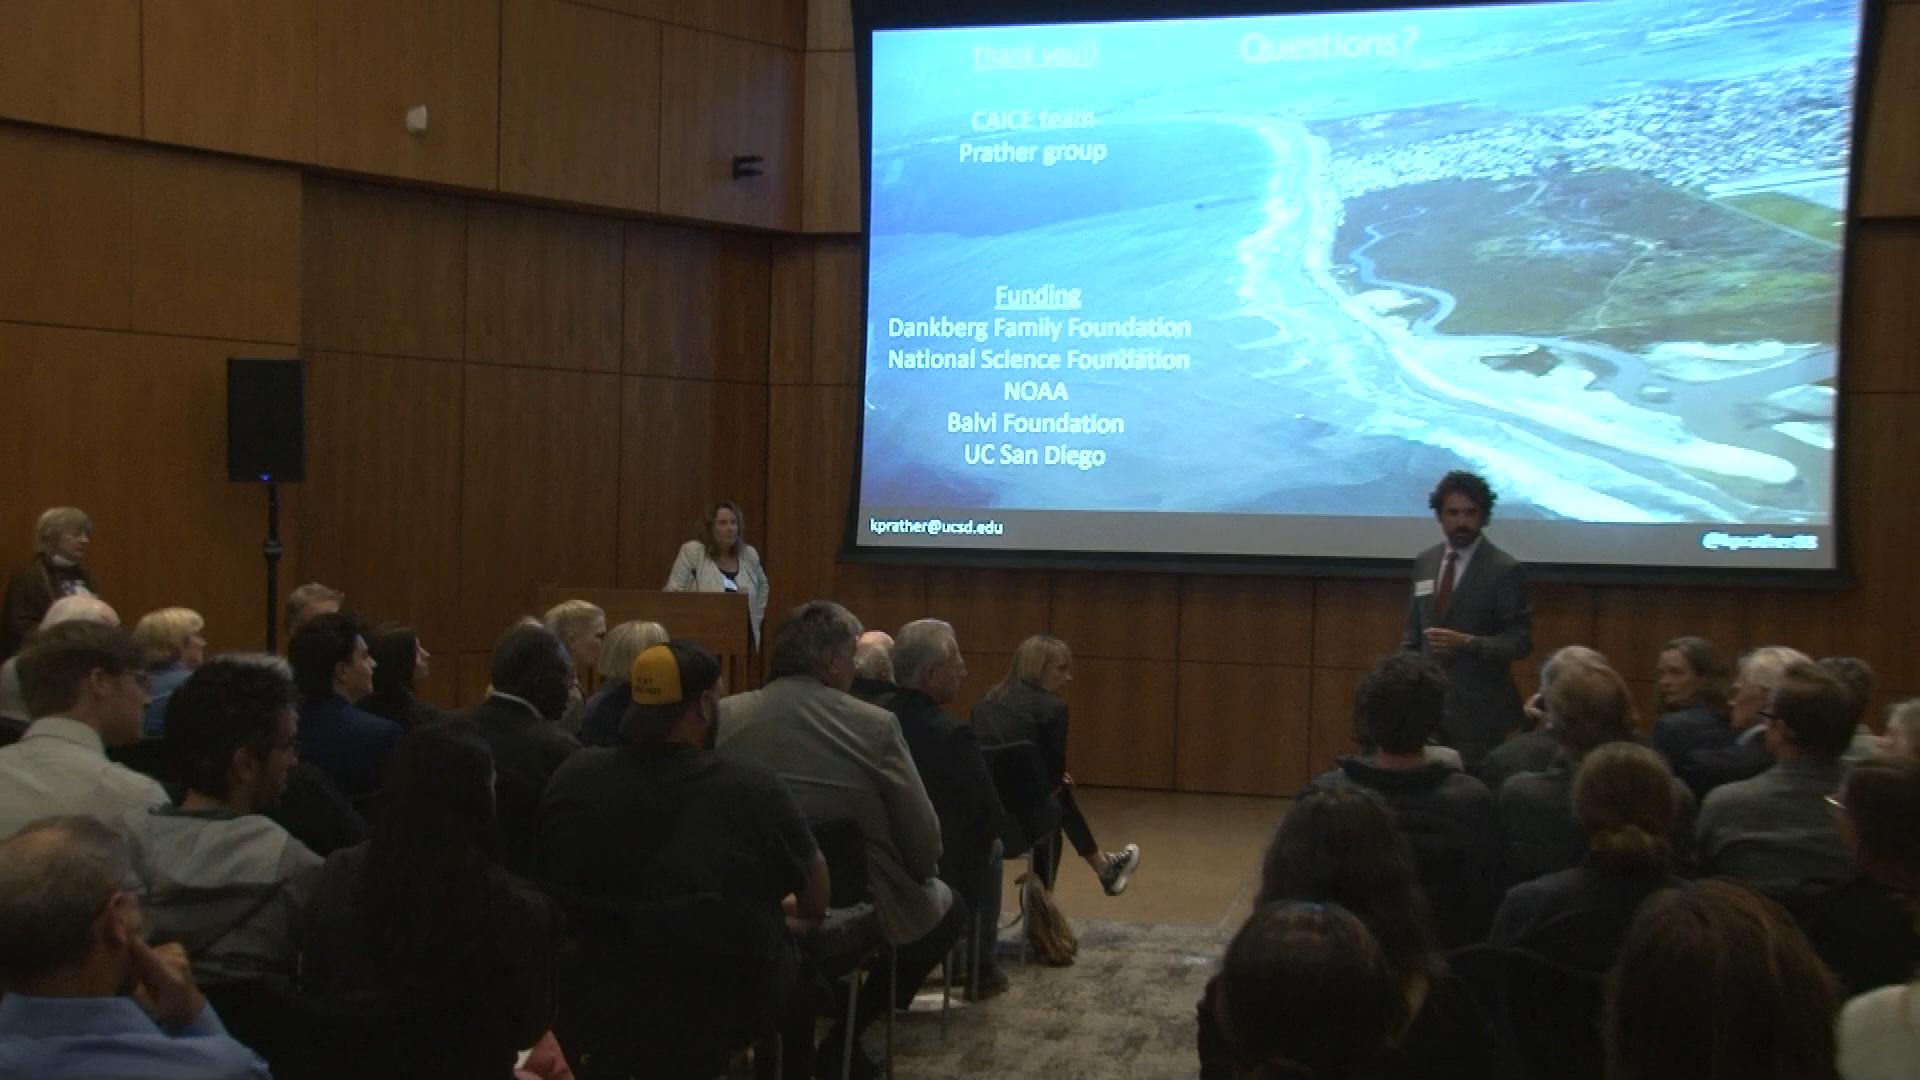 Thank you!!
Questions?
CAICE team
Prather group
Funding
Dankberg Family Foundation
National Science Foundation
NOAA
Balvi Foundation
UC San Diego
kprather@ucsd.edu